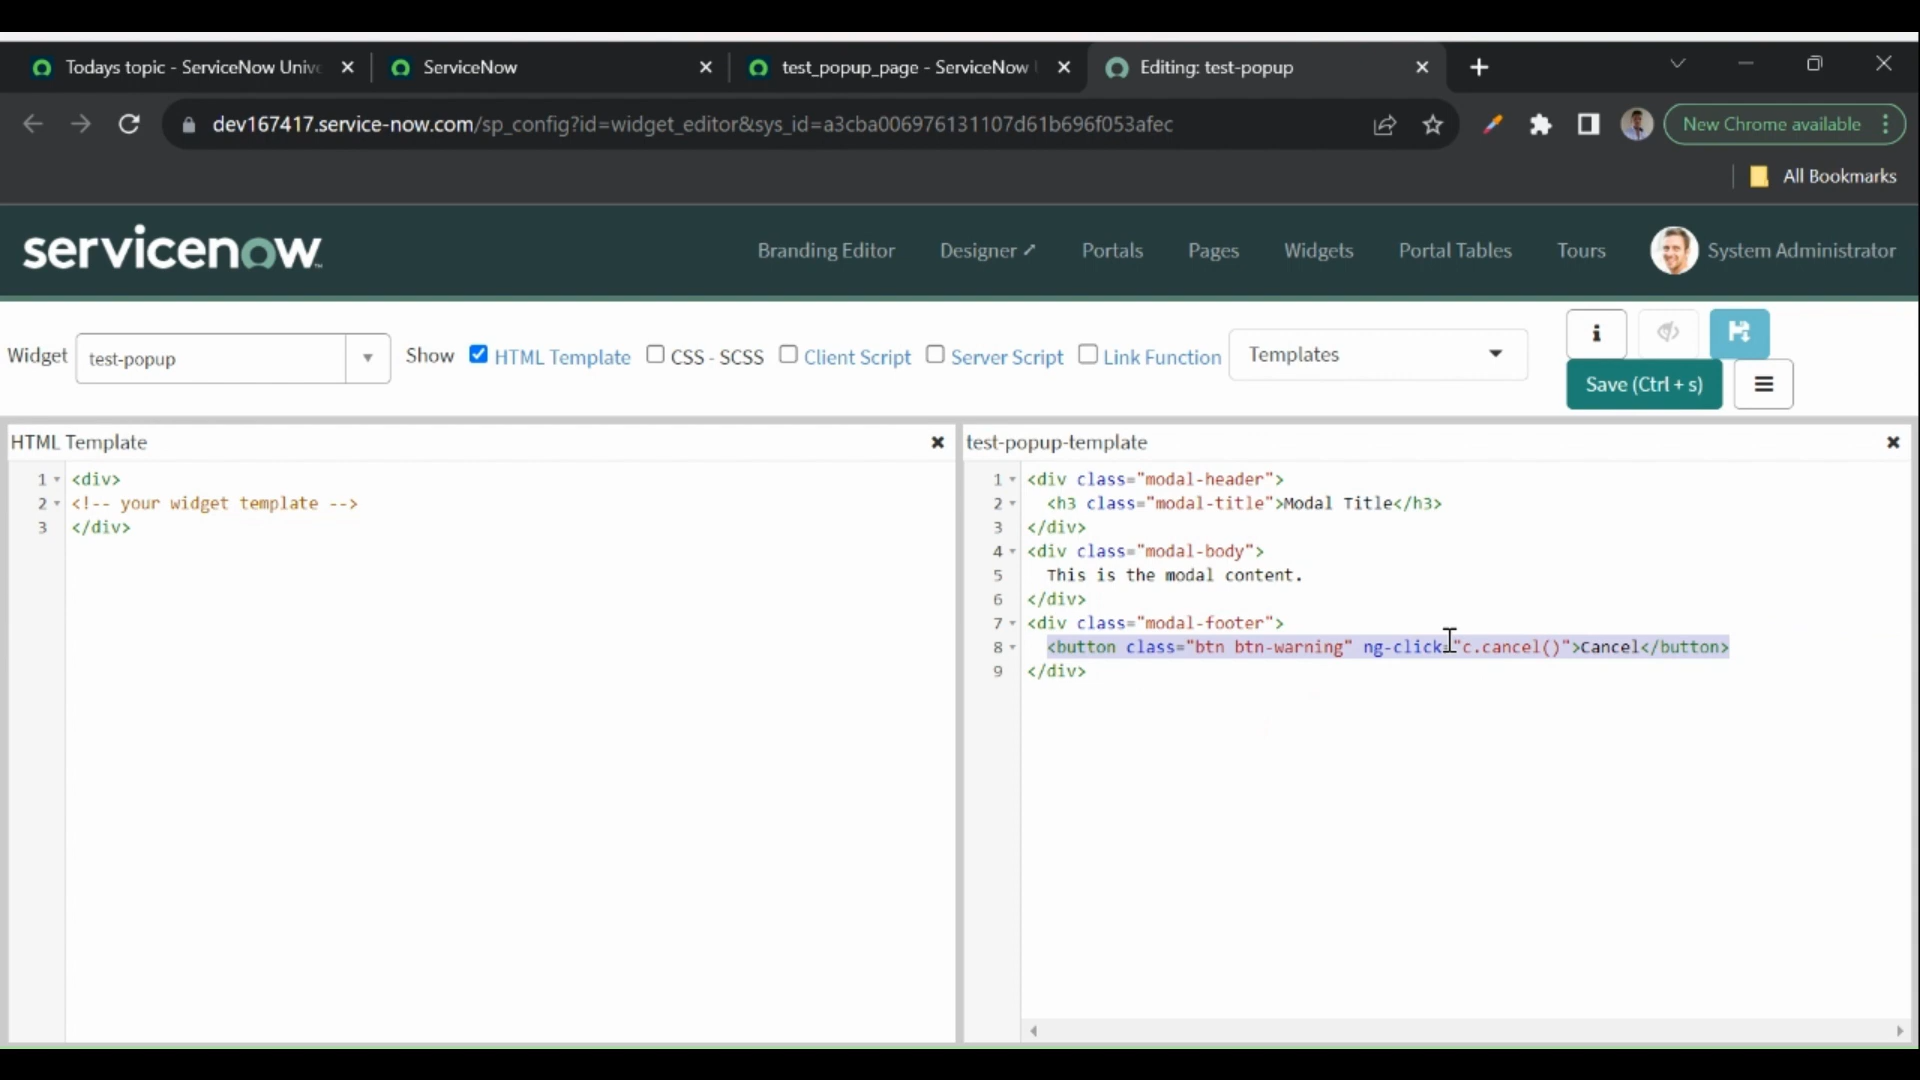 Todays topic - ServiceNow Unive
ServiceNow
test_popup_page - ServiceNow
Editing: test-popup
dev167417.service-now.com/sp_config?id=widget_editor&sys_id=a3cba006976131107d61b696f053afec
New Chrome available
All Bookmarks
servicenow
Branding Editor
Designer
Portals
Pages
Widgets
Portal Tables
Tours
System Administrator
Widget
test-popup
Show
HTML Template
CSS - SCSS
Client Script
Server Script
Link Function
Templates
Save (Ctrl + s)
HTML Template
1 <div>
2 <!-- your widget template -->
3 </div>
test-popup-template
1 <div class="modal-header">
2 <h3 class="modal-title">Modal Title</h3>
3 </div>
4 <div class="modal-body">
5 This is the modal content.
6 </div>
7 <div class="modal-footer">
8 <button class="btn btn-warning" ng-click="c.cancel()">Cancel</button>
9 </div>